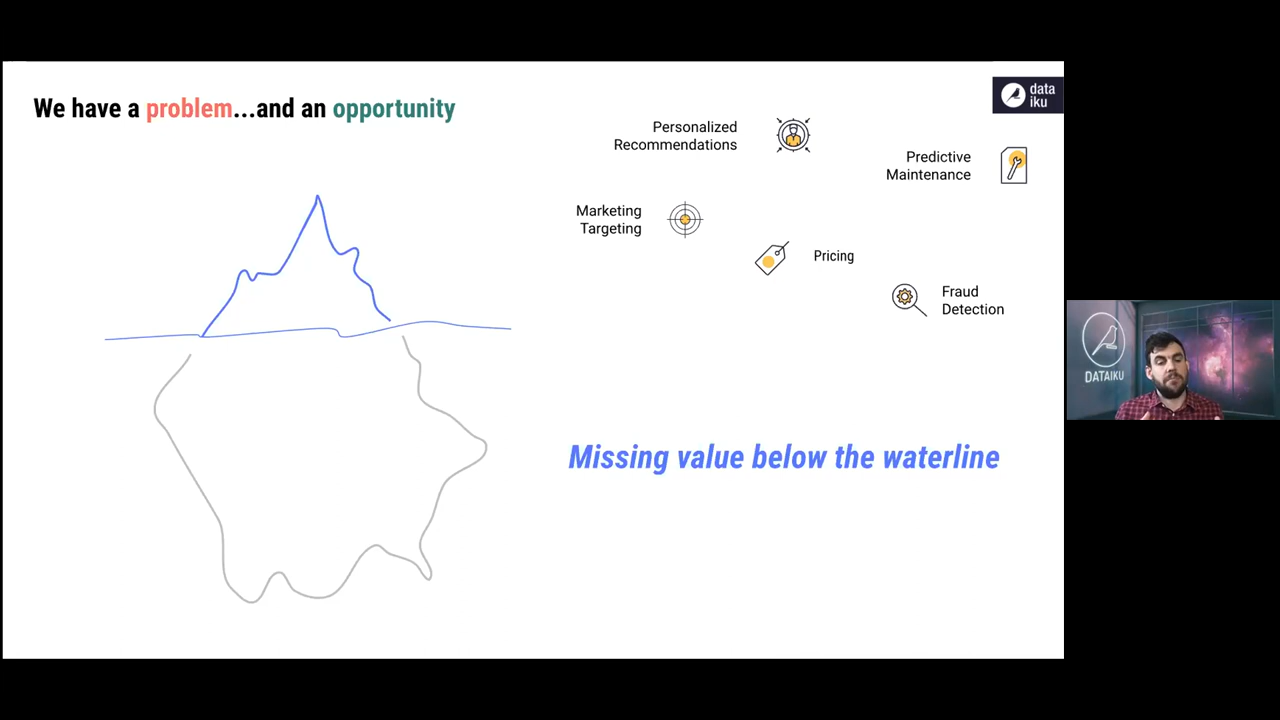 We have a problem...and an opportunity
data
iku
Personalized
Recommendations
Predictive
Maintenance
Marketing
Targeting
Pricing
Fraud
Detection
Missing value below the waterline
DATAIKU